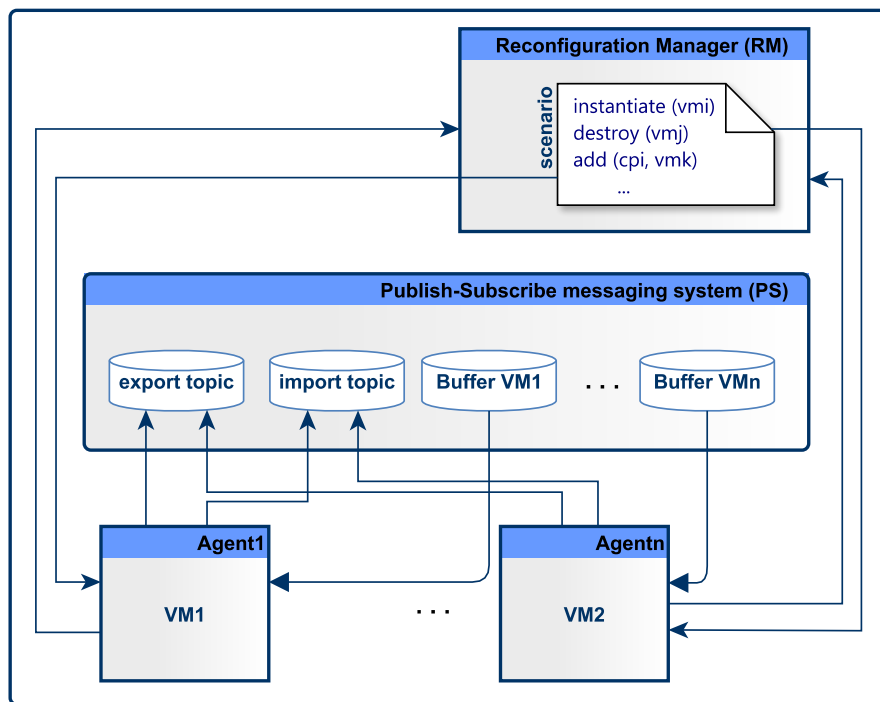 Reconfiguration Manager (RM)
scenario
instantiate (vmi)
destroy (vmj)
add (cpi, vmk)
...
Publish-Subscribe messaging system (PS)
export topic
import topic
Buffer VM1
. . .
Buffer VMn
Agent1
VM1
. . .
Agentn
VM2